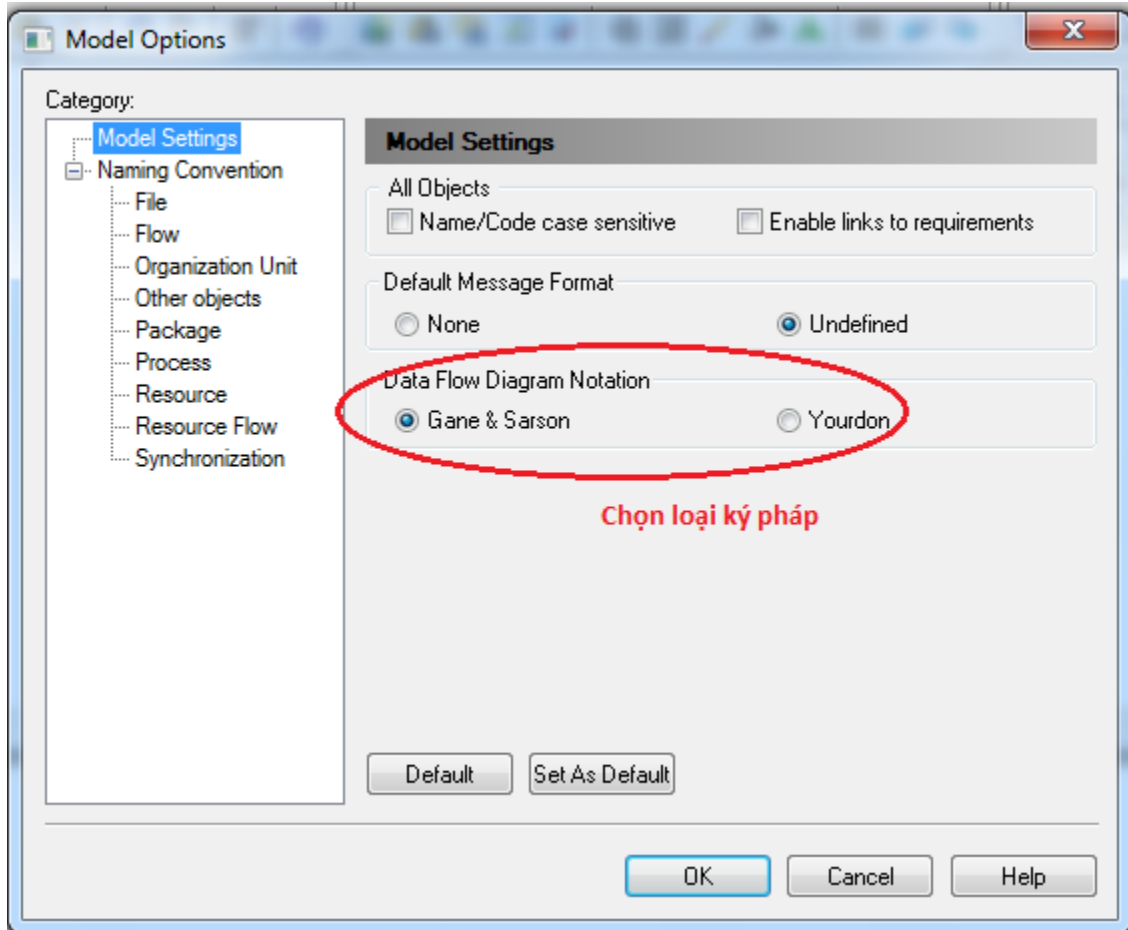 Model Options
Category:
Model Settings
Naming Convention
File
Flow
Organization Unit
Other objects
Package
Process
Resource
Resource Flow
Synchronization
Model Settings
All Objects
Name/Code case sensitive Enable links to requirements
Default Message Format
None Undefined
Data Flow Diagram Notation
Gane & Sarson Yourdon
Chọn loại ký pháp
Default Set As Default
OK Cancel Help